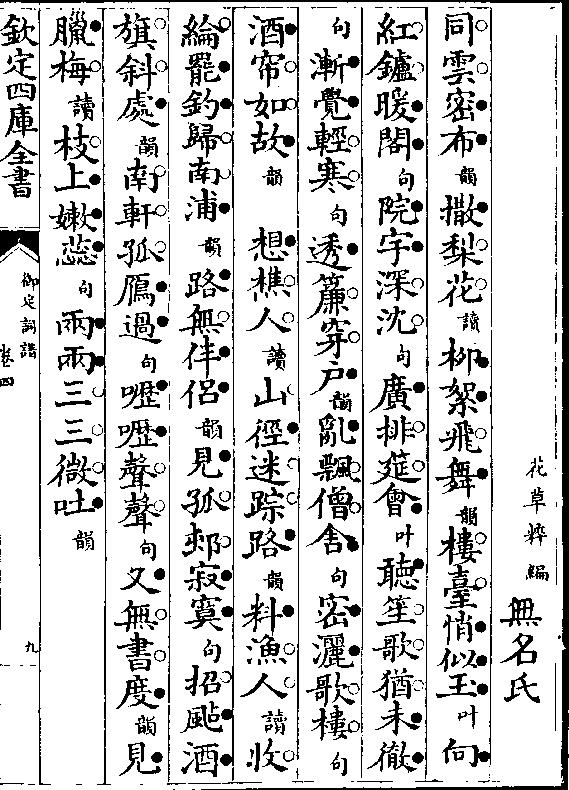 花草粹編　無名氏
同雲密布韻撒梨花讀柳絮飛舞韻樓臺悄似玉叶向
紅鑪暖閣句院宇深沈句廣排筵會叶聽笙歌猶未徹
句漸覺輕寒句透簾穿戸韻亂飄僧舍句密灑歌樓句
酒帘如故韻　想樵人讀山徑迷踪路韻料漁人讀收
綸罷釣歸南浦韻路無伴侶韻見孤邨寂寞句招颭酒
旗斜處韻南軒孤鴈過句嚦嚦聲聲句又無書度韻見
臘梅讀枝上嫩蕊句兩兩三三微吐韻
欽定四庫全書
御定詞譜
卷四
九